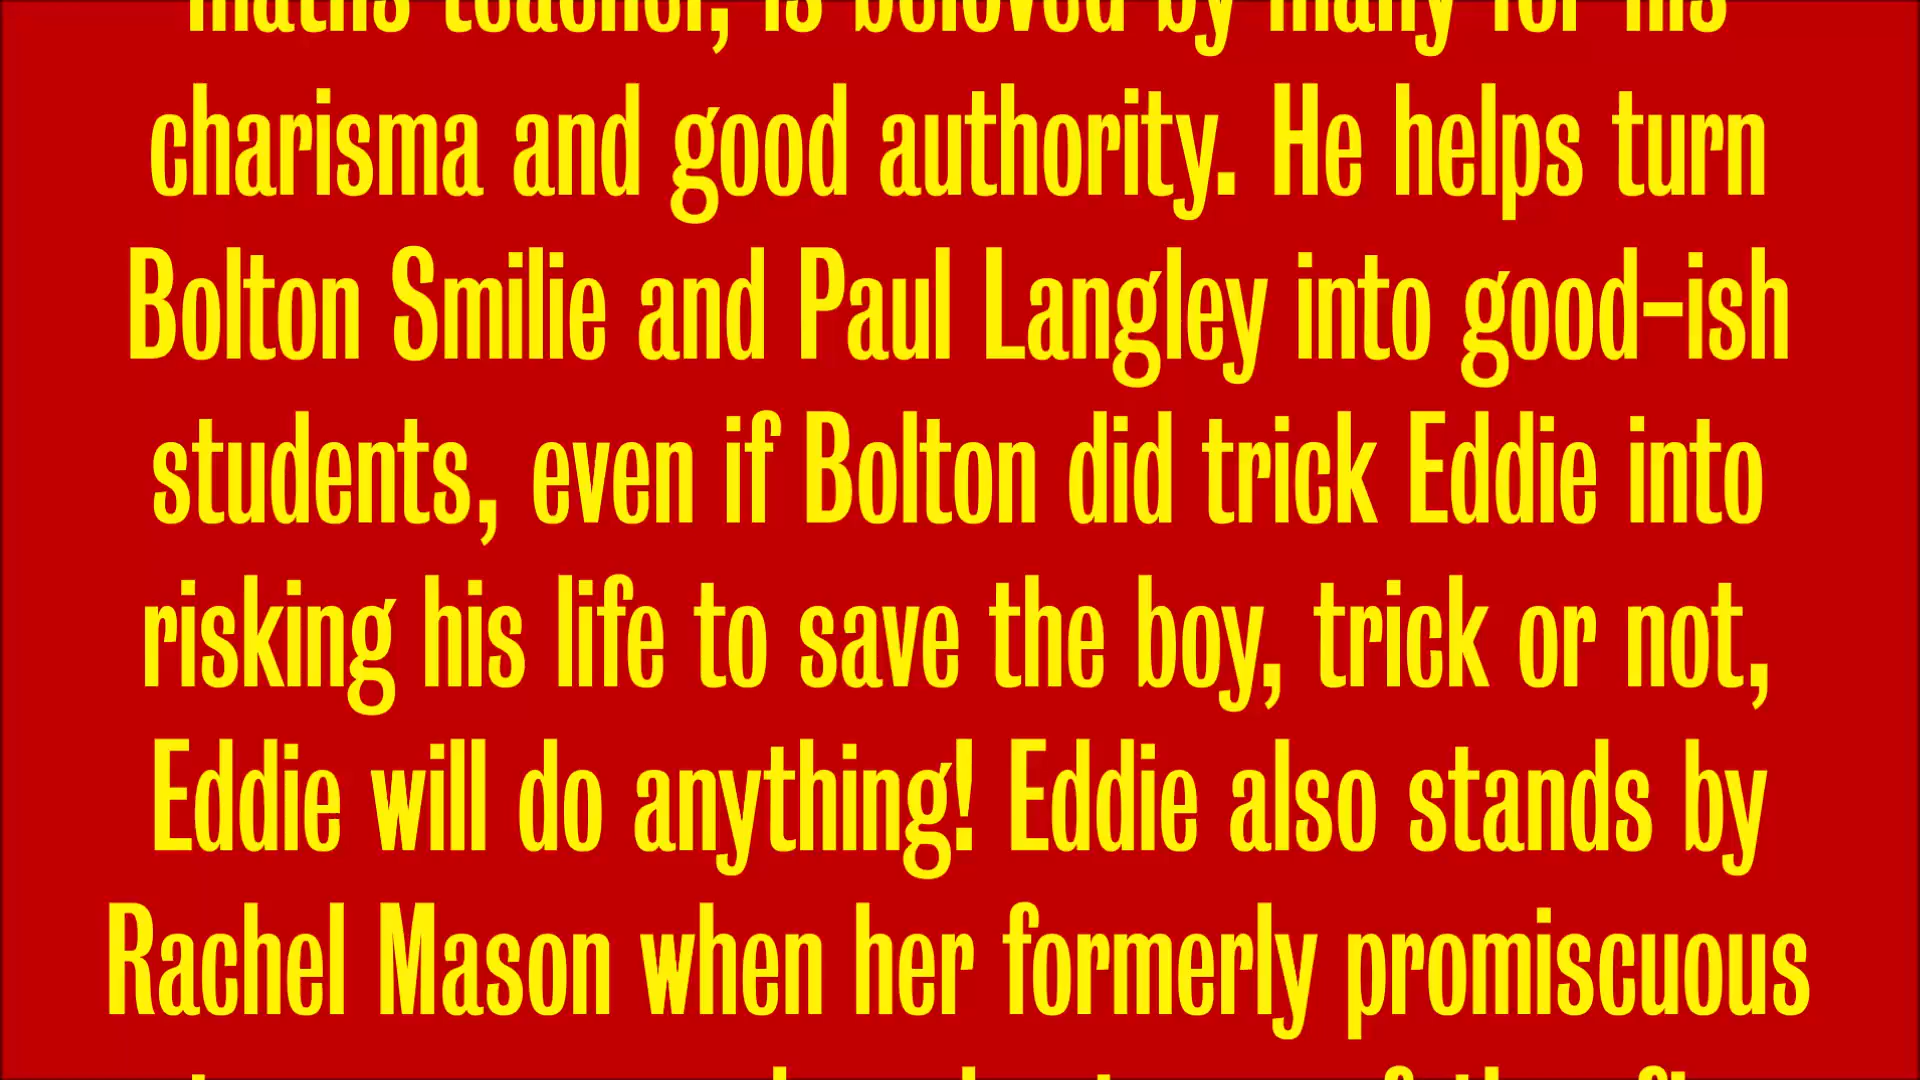 maths teacher, is beloved by many for his
charisma and good authority. He helps turn
Bolton Smilie and Paul Langley into good-ish
students, even if Bolton did trick Eddie into
risking his life to save the boy, trick or not,
Eddie will do anything! Eddie also stands by
Rachel Mason when her formerly promiscuous